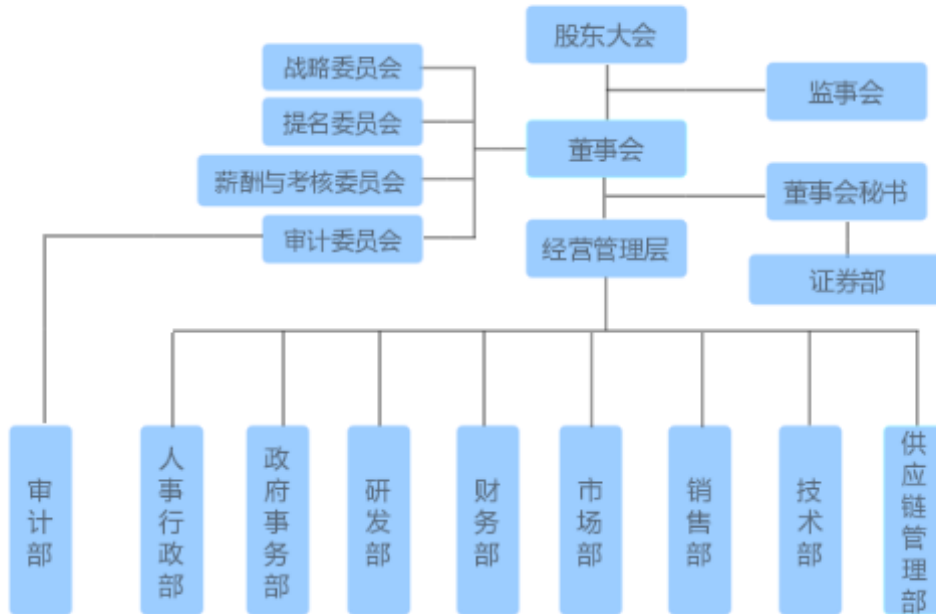 股东大会
战略委员会
监事会
提名委员会
董事会
薪酬与考核委员会
董事会秘书
审计委员会
经营管理层
证券部
审计部
人事行政部
政府事务部
研发部
财务部
市场部
销售部
技术部
供应链管理部